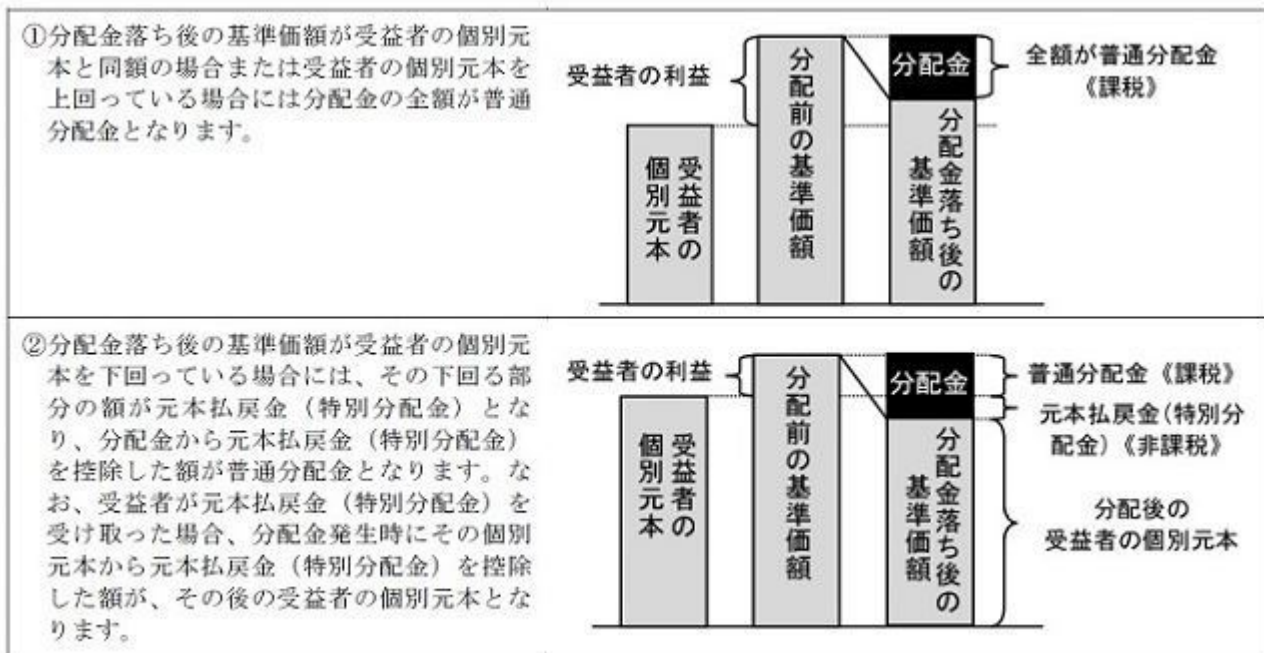 ①分配金落ち後の基準価額が受益者の個別元
本と同額の場合または受益者の個別元本を
上回っている場合には分配金の全額が普通
分配金となります。
受益者の利益
受益者の
個別元本
分配前の基準価額
分配金
分配金落ち後の
基準価額
全額が普通分配金
《課税》
②分配金落ち後の基準価額が受益者の個別元
本を下回っている場合には、その下回る部
分の額が元本払戻金（特別分配金）とな
り、分配金から元本払戻金（特別分配金）
を控除した額が普通分配金となります。な
お、受益者が元本払戻金（特別分配金）を
受け取った場合、分配金発生時にその個別
元本から元本払戻金（特別分配金）を控除
した額が、その後の受益者の個別元本とな
ります。
受益者の利益
受益者の
個別元本
分配前の基準価額
分配金
分配金落ち後の
基準価額
普通分配金《課税》
元本払戻金（特別分
配金）《非課税》
分配後の
受益者の個別元本